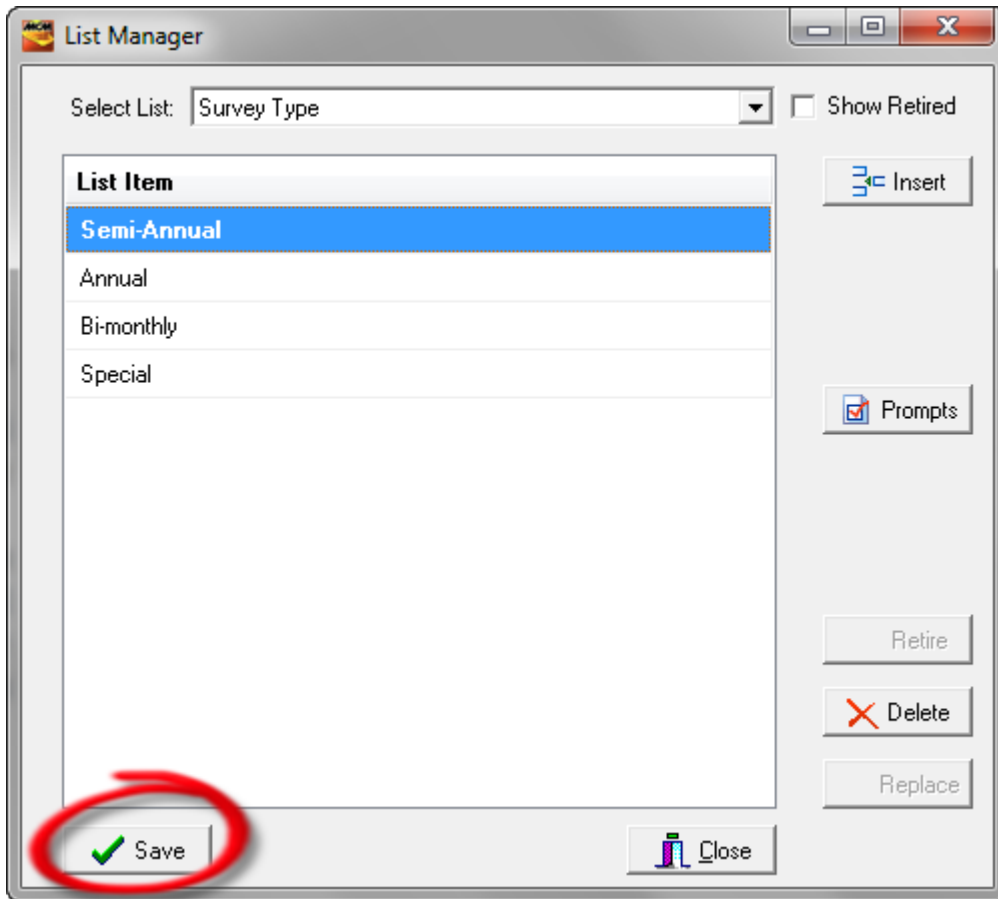 MCM
List Manager
Select List: Survey Type
Show Retired
List Item
Insert
Semi-Annual
Annual
Bi-monthly
Special
Prompts
Retire
Delete
Replace
Save
Close